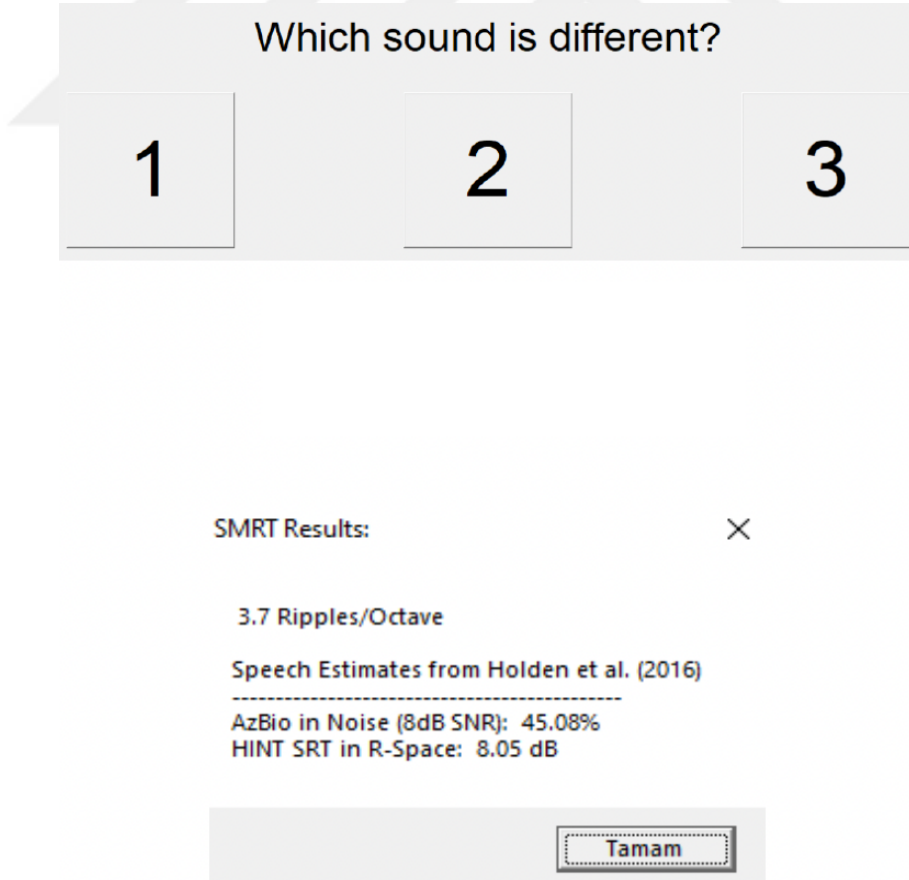 Which sound is different?
1 2 3
SMRT Results:
3.7 Ripples/Octave
Speech Estimates from Holden et al. (2016)
---------------------------------------------
AzBio in Noise (8dB SNR): 45.08%
HINT SRT in R-Space: 8.05 dB
Tamam